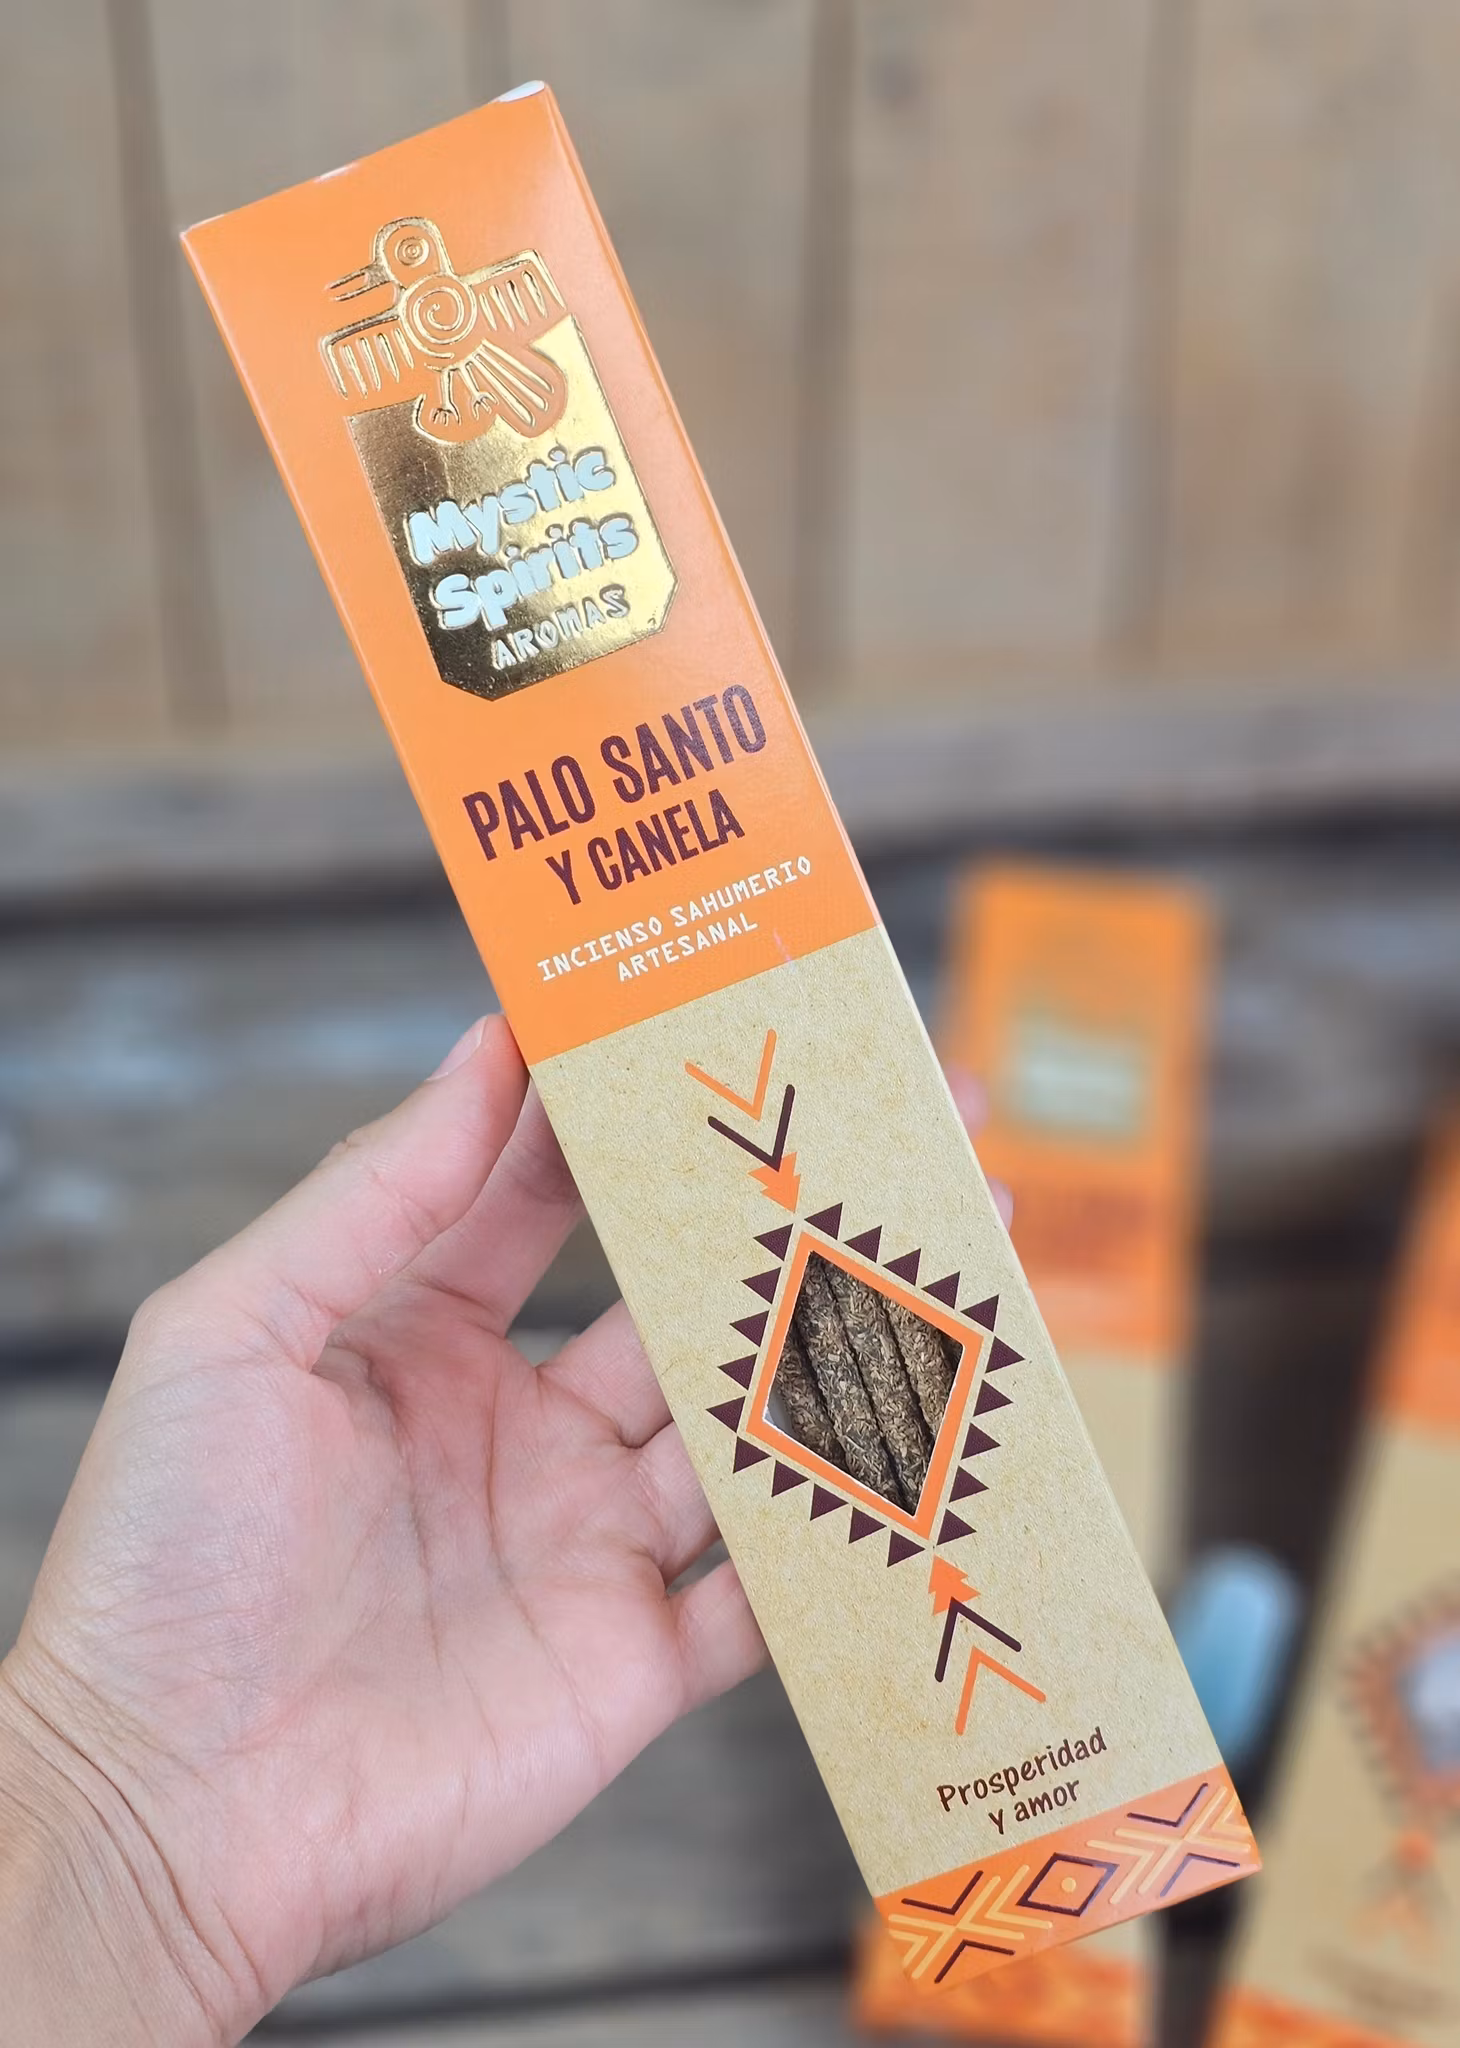 Mystic
Spirits
AROMAS
PALO SANTO
Y CANELA
INCIENSO SAHUMERIO
ARTESANAL
Prosperidad
y amor